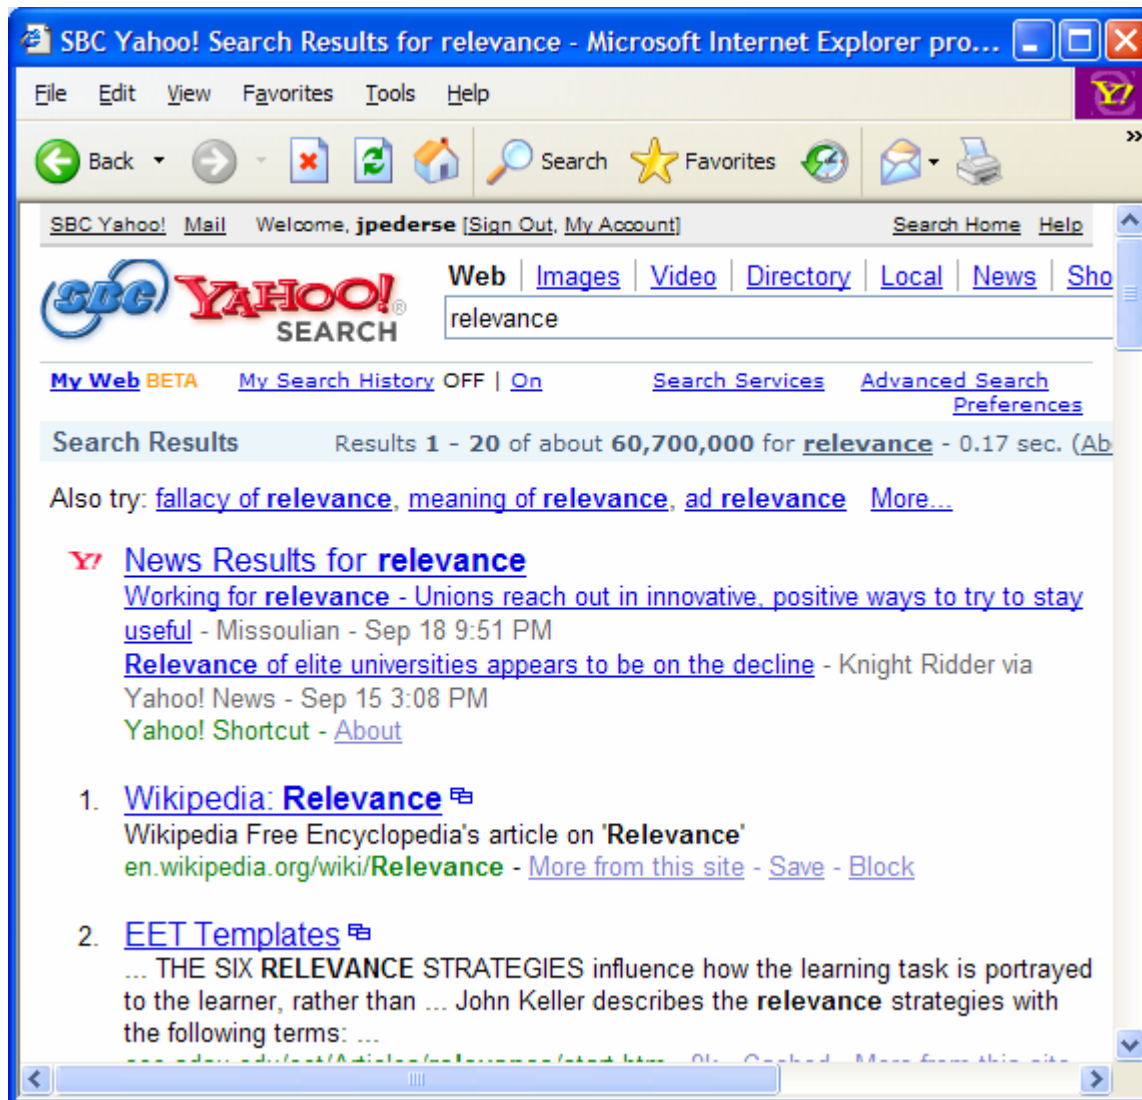 SBC Yahoo! Search Results for relevance - Microsoft Internet Explorer pro...
File Edit View Favorites Tools Help
Y!
Back Search Favorites »
SBC Yahoo! Mail Welcome, jpederse [Sign Out, My Account] Search Home Help
Web | Images | Video | Directory | Local | News | Sho
SBC YAHOO!® SEARCH
relevance
My Web BETA My Search History OFF | On Search Services Advanced Search
Preferences
Search Results Results 1 - 20 of about 60,700,000 for relevance - 0.17 sec. (Ab
Also try: fallacy of relevance, meaning of relevance, ad relevance More...
Y! News Results for relevance
Working for relevance - Unions reach out in innovative, positive ways to try to stay
useful - Missoulian - Sep 18 9:51 PM
Relevance of elite universities appears to be on the decline - Knight Ridder via
Yahoo! News - Sep 15 3:08 PM
Yahoo! Shortcut - About
1. Wikipedia: Relevance
Wikipedia Free Encyclopedia's article on 'Relevance'
en.wikipedia.org/wiki/Relevance - More from this site - Save - Block
2. EET Templates
... THE SIX RELEVANCE STRATEGIES influence how the learning task is portrayed
to the learner, rather than ... John Keller describes the relevance strategies with
the following terms: ...
Cached - More from this site